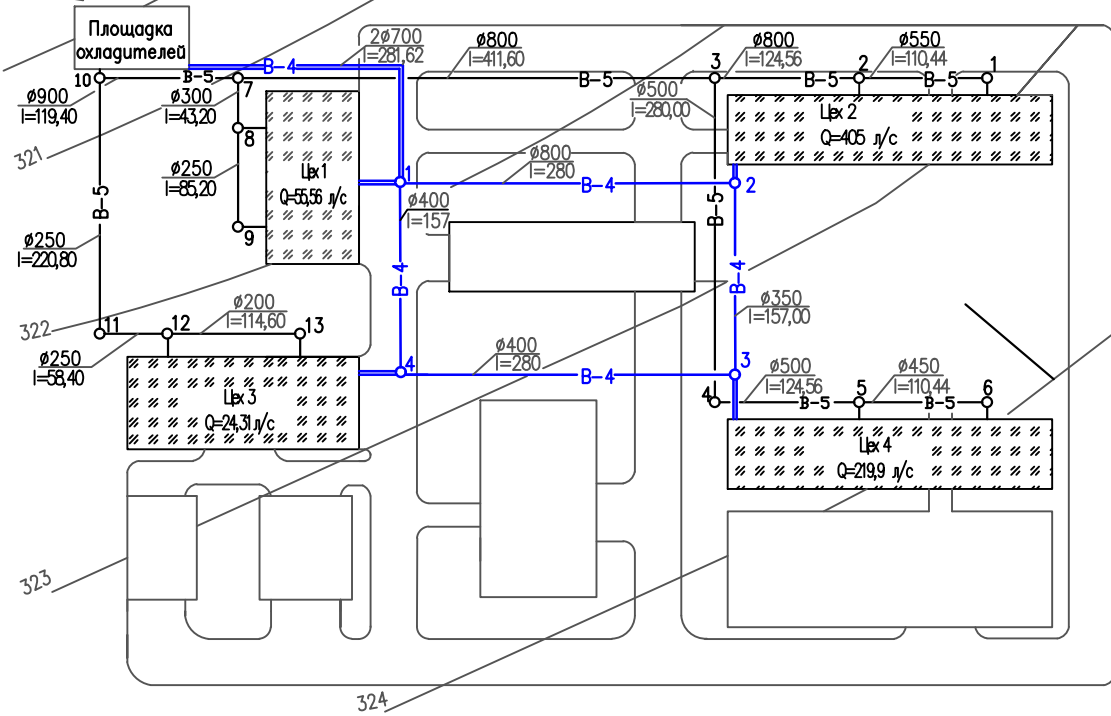 Площадка
охладителей
10
B-5
B-4
2ø700
l=281,62
ø800
l=411,60
B-5
3
ø800
l=124,56
2
B-5
ø550
l=110,44
B-5
1
ø900
l=119,40
ø300
l=43,20
7
8
ø250
l=85,20
9
321
Цех 1
Q=55,56 л/с
ø500
l=280,00
Цех 2
Q=405 л/с
ø800
l=280
1
B-4
2
ø400
l=157
B-5
B-5
B-4
B-4
ø250
l=220,80
ø350
l=157,00
322
11
12
13
ø200
l=114,60
ø250
l=58,40
4
ø400
l=280
B-4
3
ø500
l=124,56
ø450
l=110,44
4
B-5
5
B-5
6
Цех 3
Q=24,31 л/с
Цех 4
Q=219,9 л/с
323
324